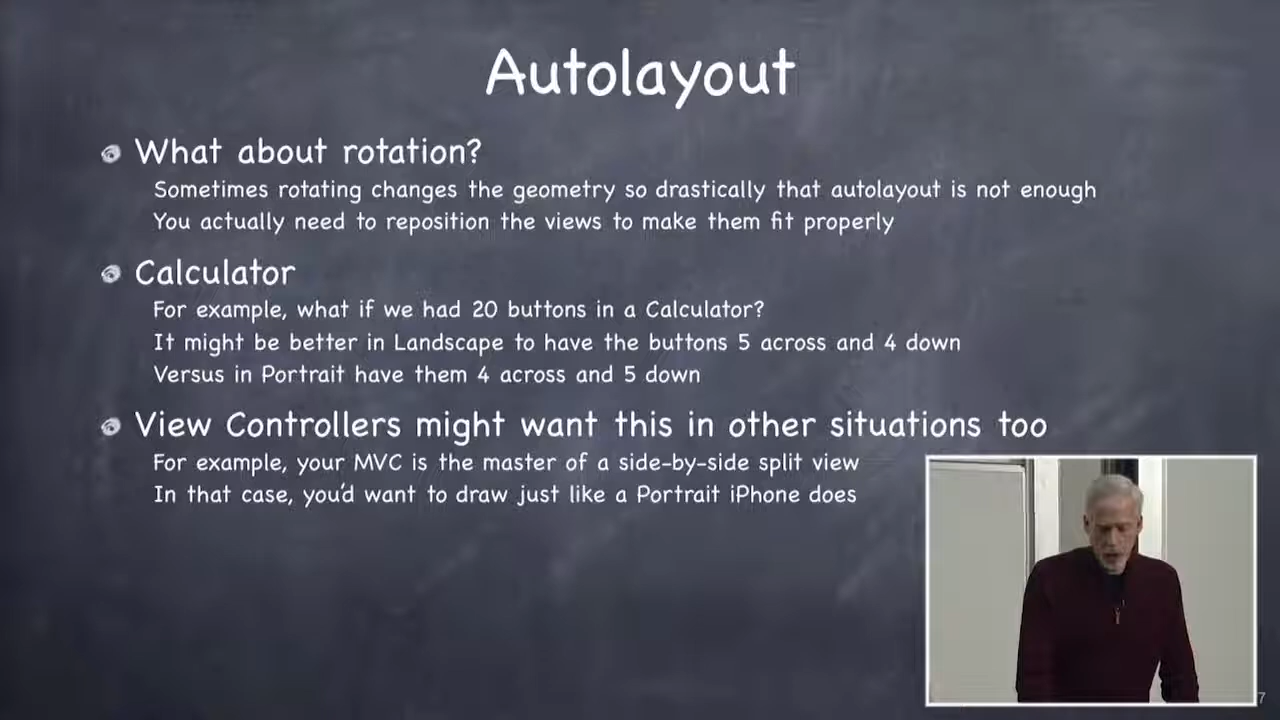 Autolayout
What about rotation?
Sometimes rotating changes the geometry so drastically that autolayout is not enough
You actually need to reposition the views to make them fit properly
Calculator
For example, what if we had 20 buttons in a Calculator?
It might be better in Landscape to have the buttons 5 across and 4 down
Versus in Portrait have them 4 across and 5 down
View Controllers might want this in other situations too
For example, your MVC is the master of a side-by-side split view
In that case, you'd want to draw just like a Portrait iPhone does
7